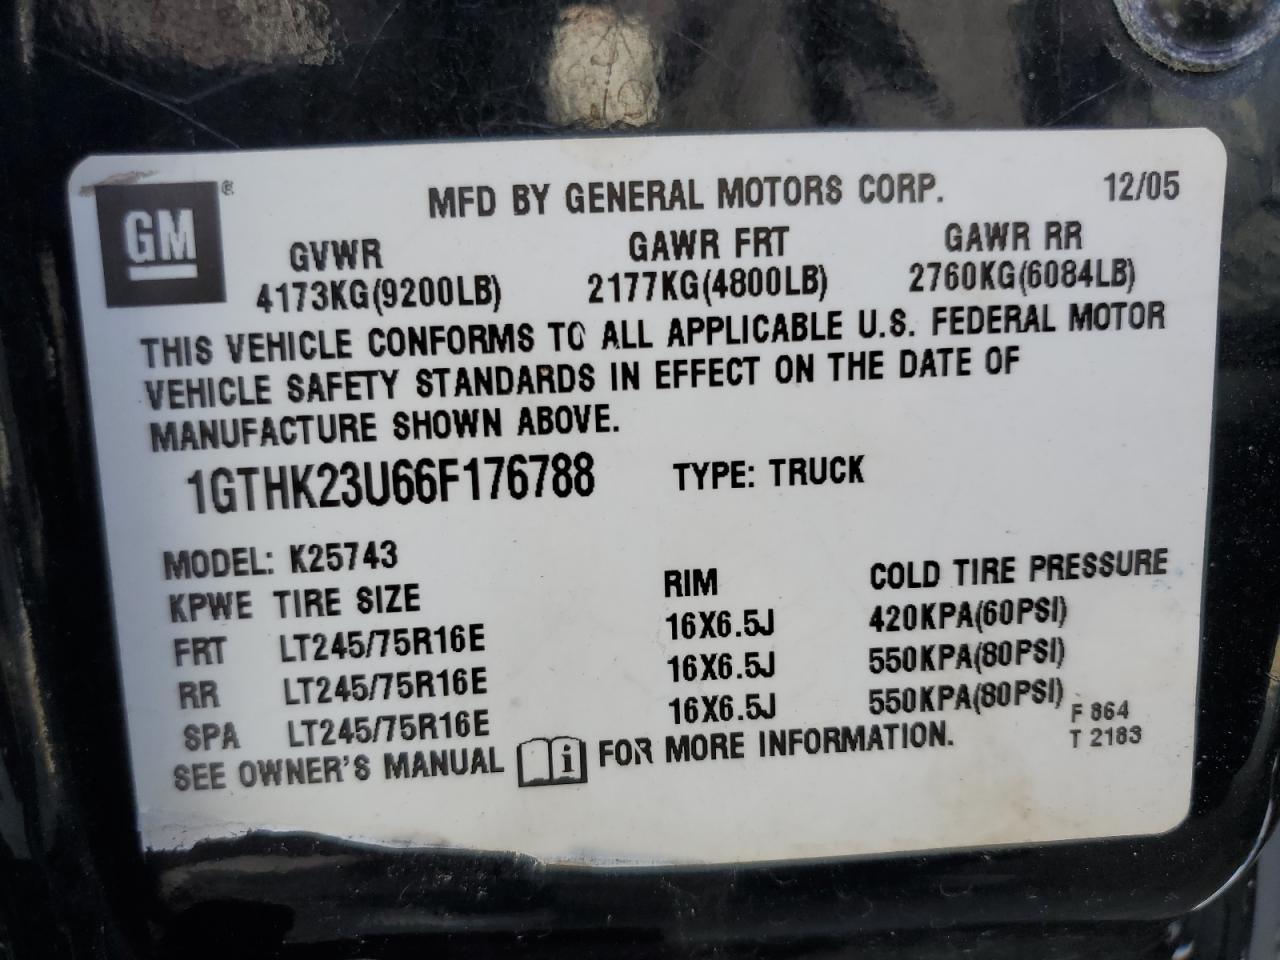 GM ®
MFD BY GENERAL MOTORS CORP. 12/05
GVWR GAWR FRT GAWR RR
4173KG(9200LB) 2177KG(4800LB) 2760KG(6084LB)
THIS VEHICLE CONFORMS TO ALL APPLICABLE U.S. FEDERAL MOTOR
VEHICLE SAFETY STANDARDS IN EFFECT ON THE DATE OF
MANUFACTURE SHOWN ABOVE.
1GTHK23U66F176788 TYPE: TRUCK
MODEL: K25743
KPWE TIRE SIZE RIM COLD TIRE PRESSURE
FRT LT245/75R16E 16X6.5J 420KPA(60PSI)
RR LT245/75R16E 16X6.5J 550KPA(80PSI)
SPA LT245/75R16E 16X6.5J 550KPA(80PSI)
F 864
T 2183
SEE OWNER'S MANUAL i FOR MORE INFORMATION.